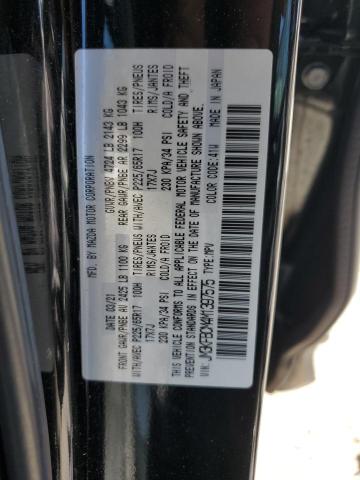 MFD. BY MAZDA MOTOR CORPORATION
DATE: 03/21 GVWR/PNBV 4724 LB 2143 KG
FRONT GAWR/PNBE AV 2425 LB 1100 KG REAR GAWR/PNBE AR 2299 LB 1043 KG
WITH/AVEC P225/65R17 100H TIRES/PNEUS WITH/AVEC P225/65R17 100H TIRES/PNEUS
17X7J RIMS/JANTES 17X7J RIMS/JANTES
230 KPA/34 PSI COLD/A FROID 230 KPA/34 PSI COLD/A FROID
THIS VEHICLE CONFORMS TO ALL APPLICABLE FEDERAL MOTOR VEHICLE SAFETY AND THEFT
PREVENTION STANDARDS IN EFFECT ON THE DATE OF MANUFACTURE SHOWN ABOVE.
VIN: TYPE:MPV COLOR CODE:41W MADE IN JAPAN